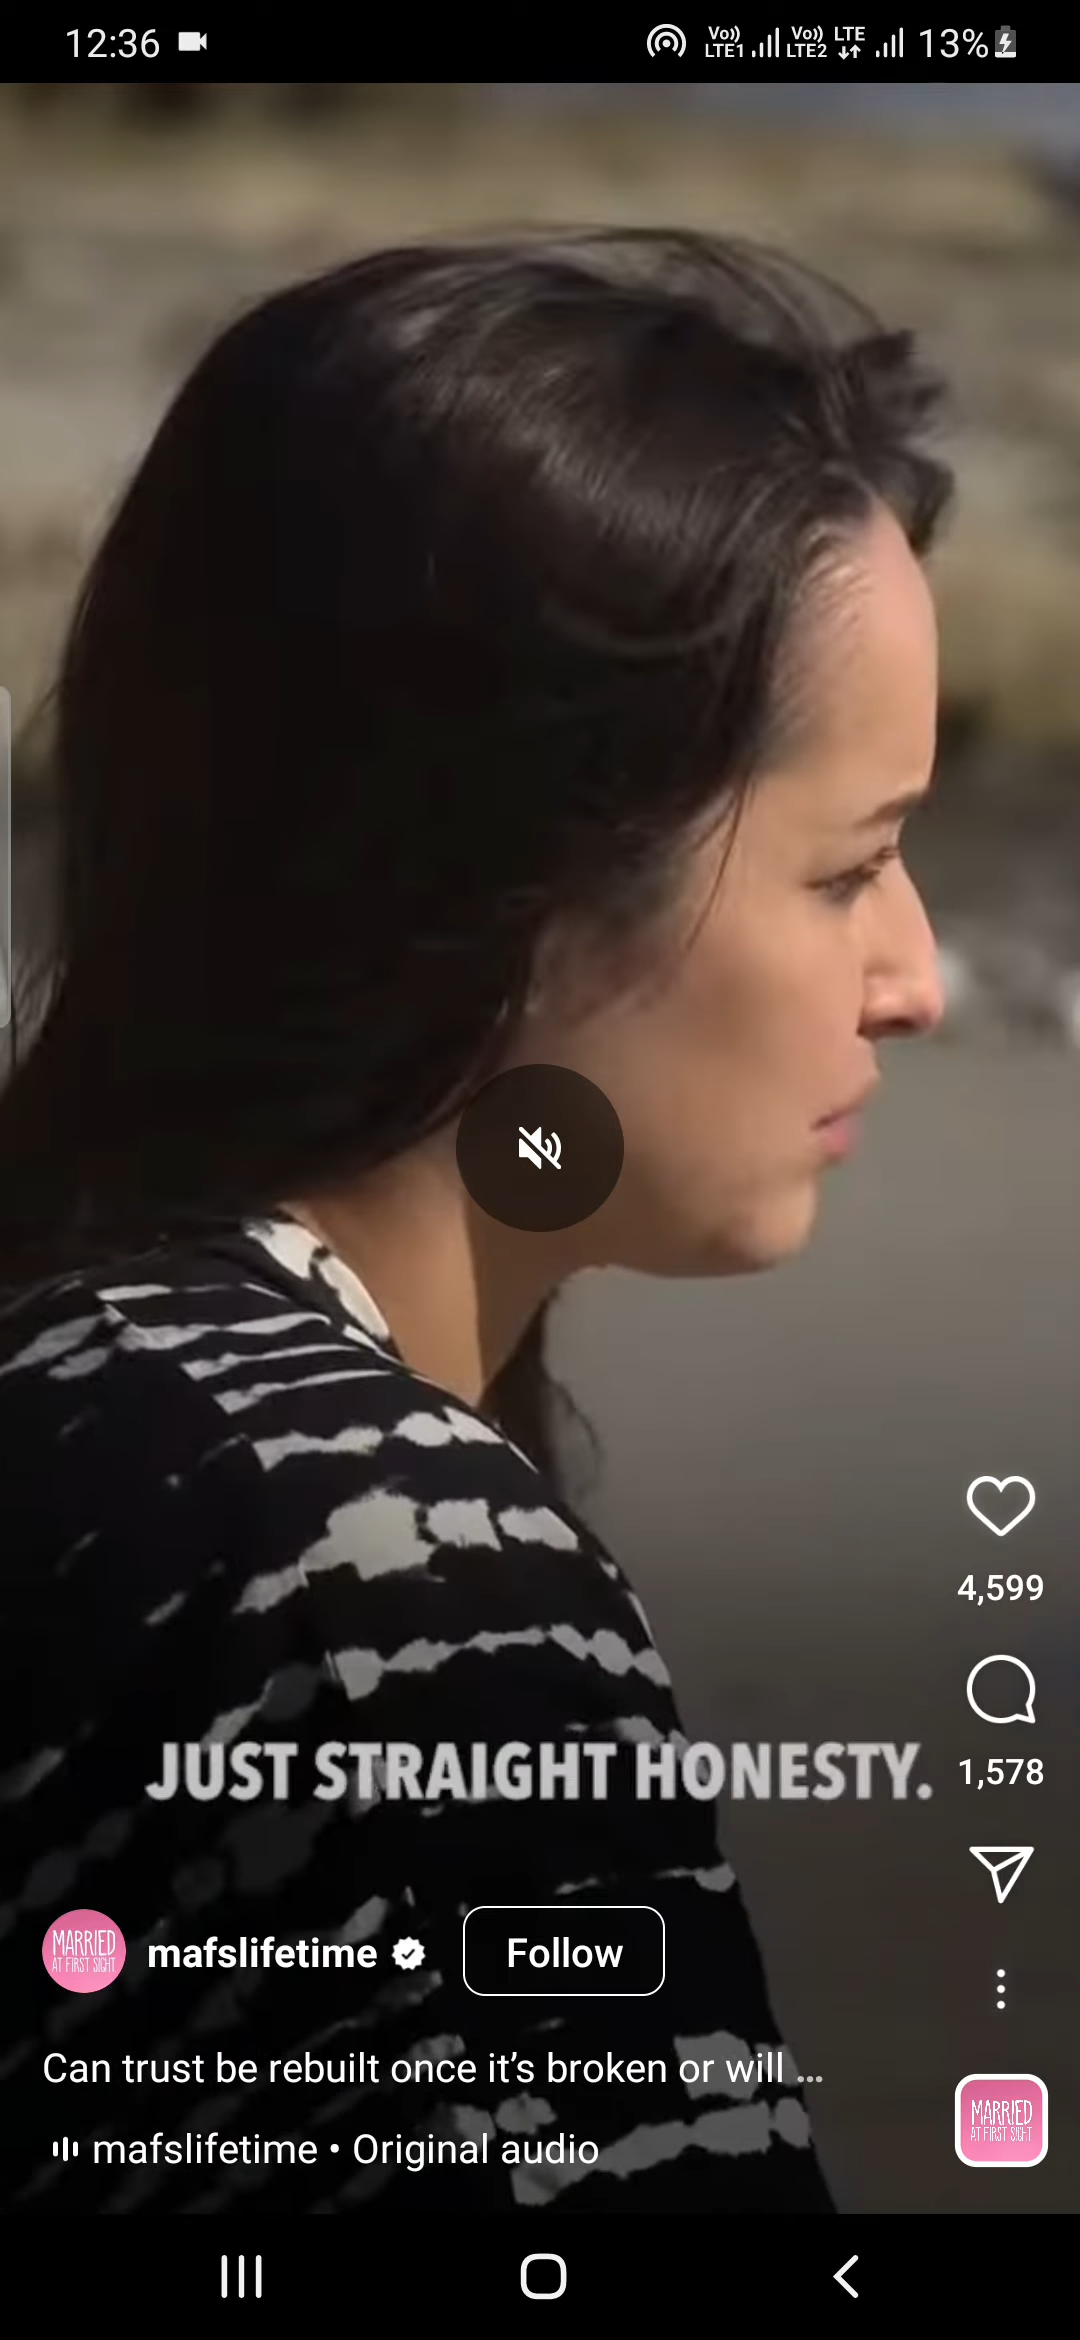 12:36
Vo)) LTE1 Vo)) LTE2 LTE 13%
JUST STRAIGHT HONESTY.
4,599
1,578
MARRIED
AT FIRST SIGHT
mafslifetime Follow
Can trust be rebuilt once it’s broken or will ...
mafslifetime • Original audio
MARRIED
AT FIRST SIGHT